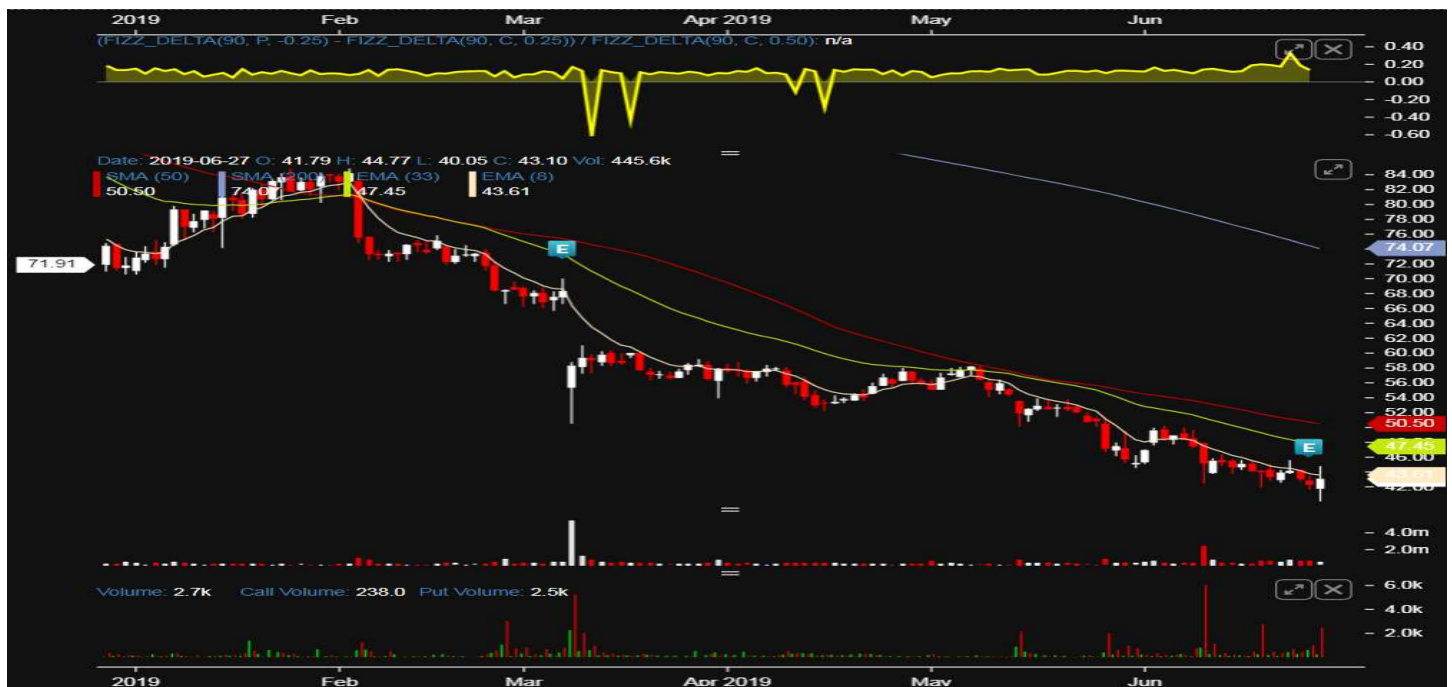 2019 Feb Mar Apr 2019 May Jun
(FIZZ_DELTA(90, P, -0.25) - FIZZ_DELTA(90, C, 0.25)) / FIZZ_DELTA(90, C, 0.50): n/a
0.40
0.20
0.00
-0.20
-0.40
-0.60
Date: 2019-06-27 O: 41.79 H: 44.77 L: 40.05 C: 43.10 Vol: 445.6k
SMA (50) SMA (200) EMA (33) EMA (8)
50.50 74.07 47.45 43.61
84.00
82.00
80.00
78.00
76.00
E
74.07
71.91
72.00
70.00
68.00
66.00
64.00
62.00
60.00
58.00
56.00
54.00
52.00
50.50
E
47.45
46.00
43.61
42.00
4.0m
2.0m
Volume: 2.7k Call Volume: 238.0 Put Volume: 2.5k
6.0k
4.0k
2.0k
2019 Feb Mar Apr 2019 May Jun